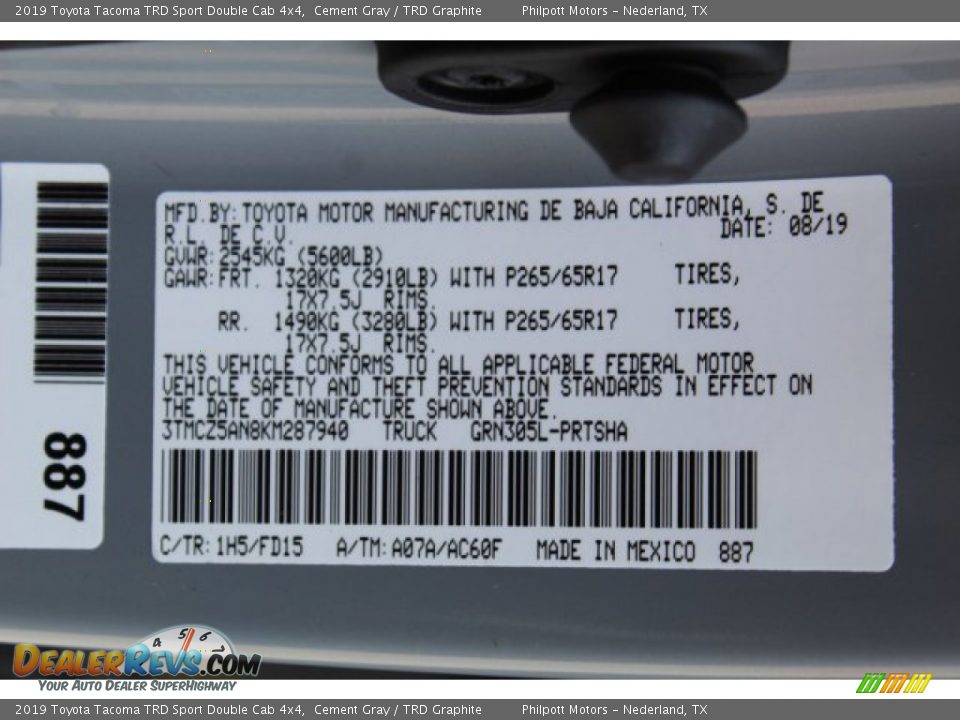 2019 Toyota Tacoma TRD Sport Double Cab 4x4,  Cement Gray / TRD Graphite    Philpott Motors – Nederland, TX
MFD.BY:TOYOTA MOTOR MANUFACTURING DE BAJA CALIFORNIA, S. DE
R.L. DE C.V. DATE: 08/19
GVWR:2545KG (5600LB)
GAWR:FRT. 1320KG (2910LB) WITH P265/65R17 TIRES,
17X7.5J RIMS.
RR. 1490KG (3280LB) WITH P265/65R17 TIRES,
17X7.5J RIMS.
THIS VEHICLE CONFORMS TO ALL APPLICABLE FEDERAL MOTOR
VEHICLE SAFETY AND THEFT PREVENTION STANDARDS IN EFFECT ON
THE DATE OF MANUFACTURE SHOWN ABOVE.
3TMCZ5AN8KM287940 TRUCK GRN305L-PRTSHA
C/TR:1H5/FD15 A/TM:A07A/AC60F MADE IN MEXICO 887
887
4 5 6
DEALERREVS.COM
YOUR AUTO DEALER SUPERHIGHWAY
2019 Toyota Tacoma TRD Sport Double Cab 4x4,  Cement Gray / TRD Graphite    Philpott Motors – Nederland, TX